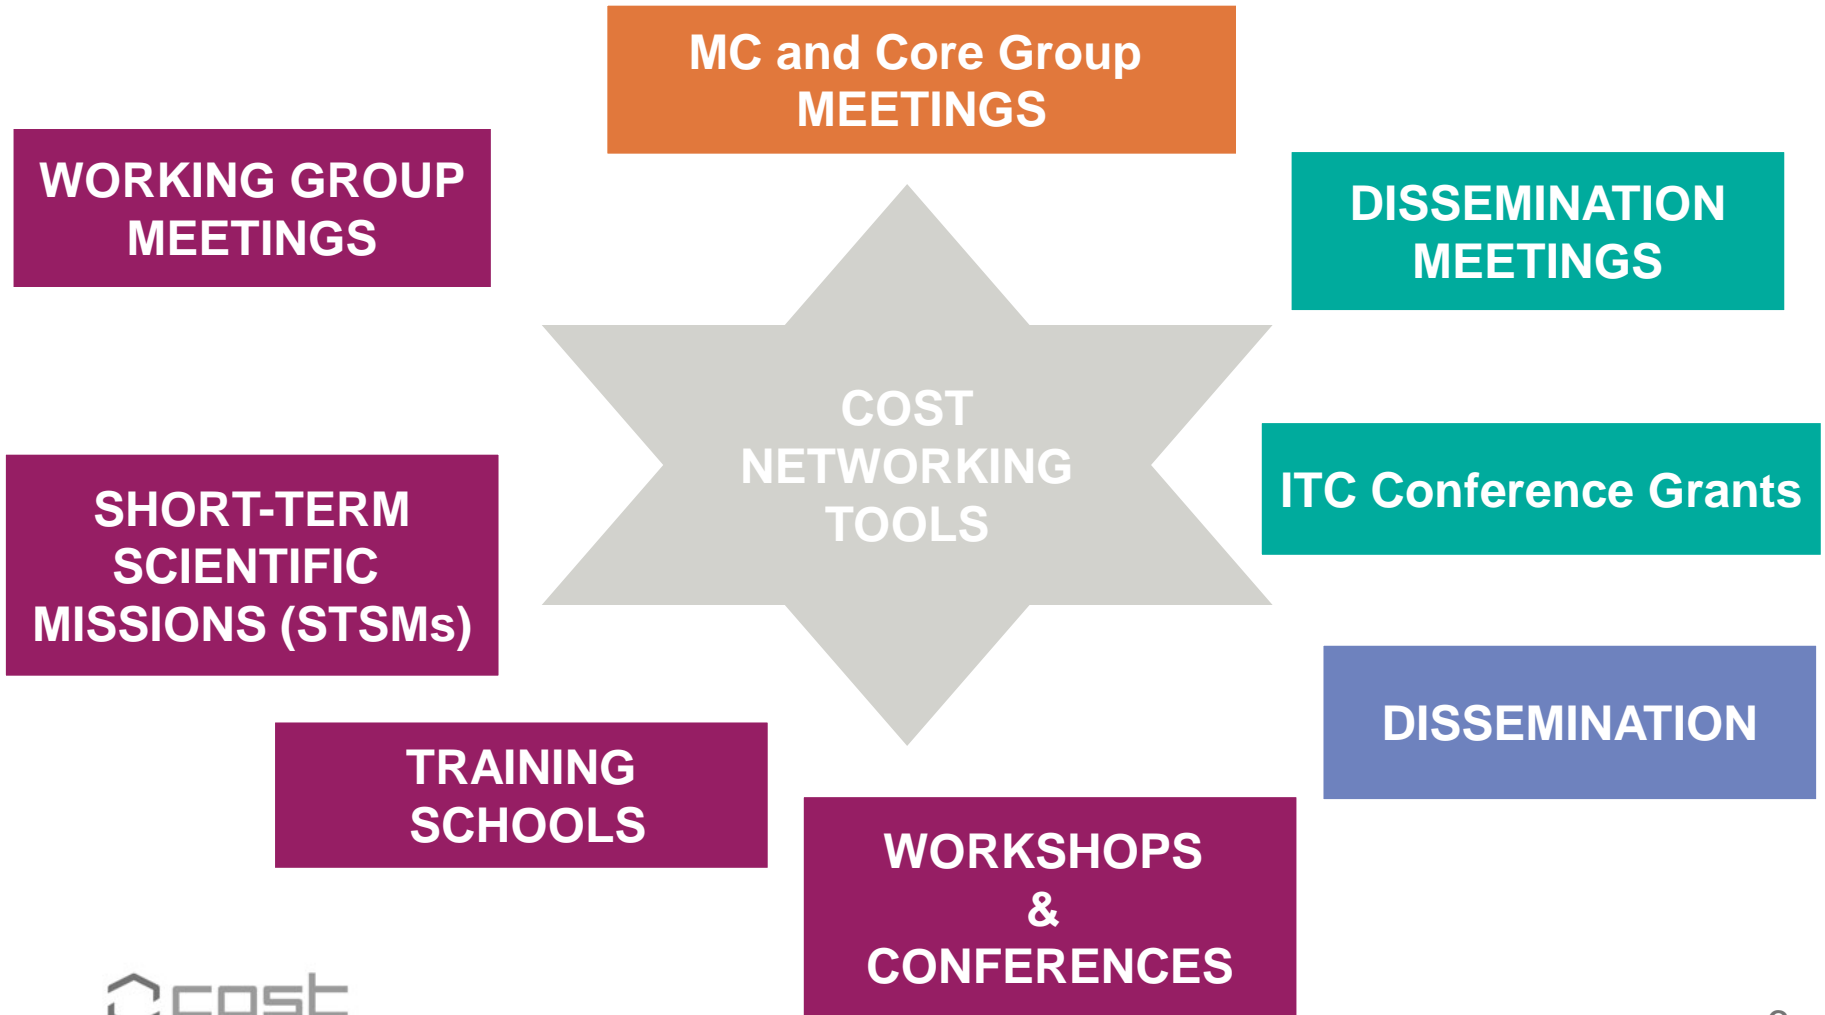 MC and Core Group
MEETINGS
WORKING GROUP
MEETINGS
DISSEMINATION
MEETINGS
COST
NETWORKING
TOOLS
ITC Conference Grants
SHORT-TERM
SCIENTIFIC
MISSIONS (STSMs)
DISSEMINATION
TRAINING
SCHOOLS
WORKSHOPS
&
CONFERENCES
cost